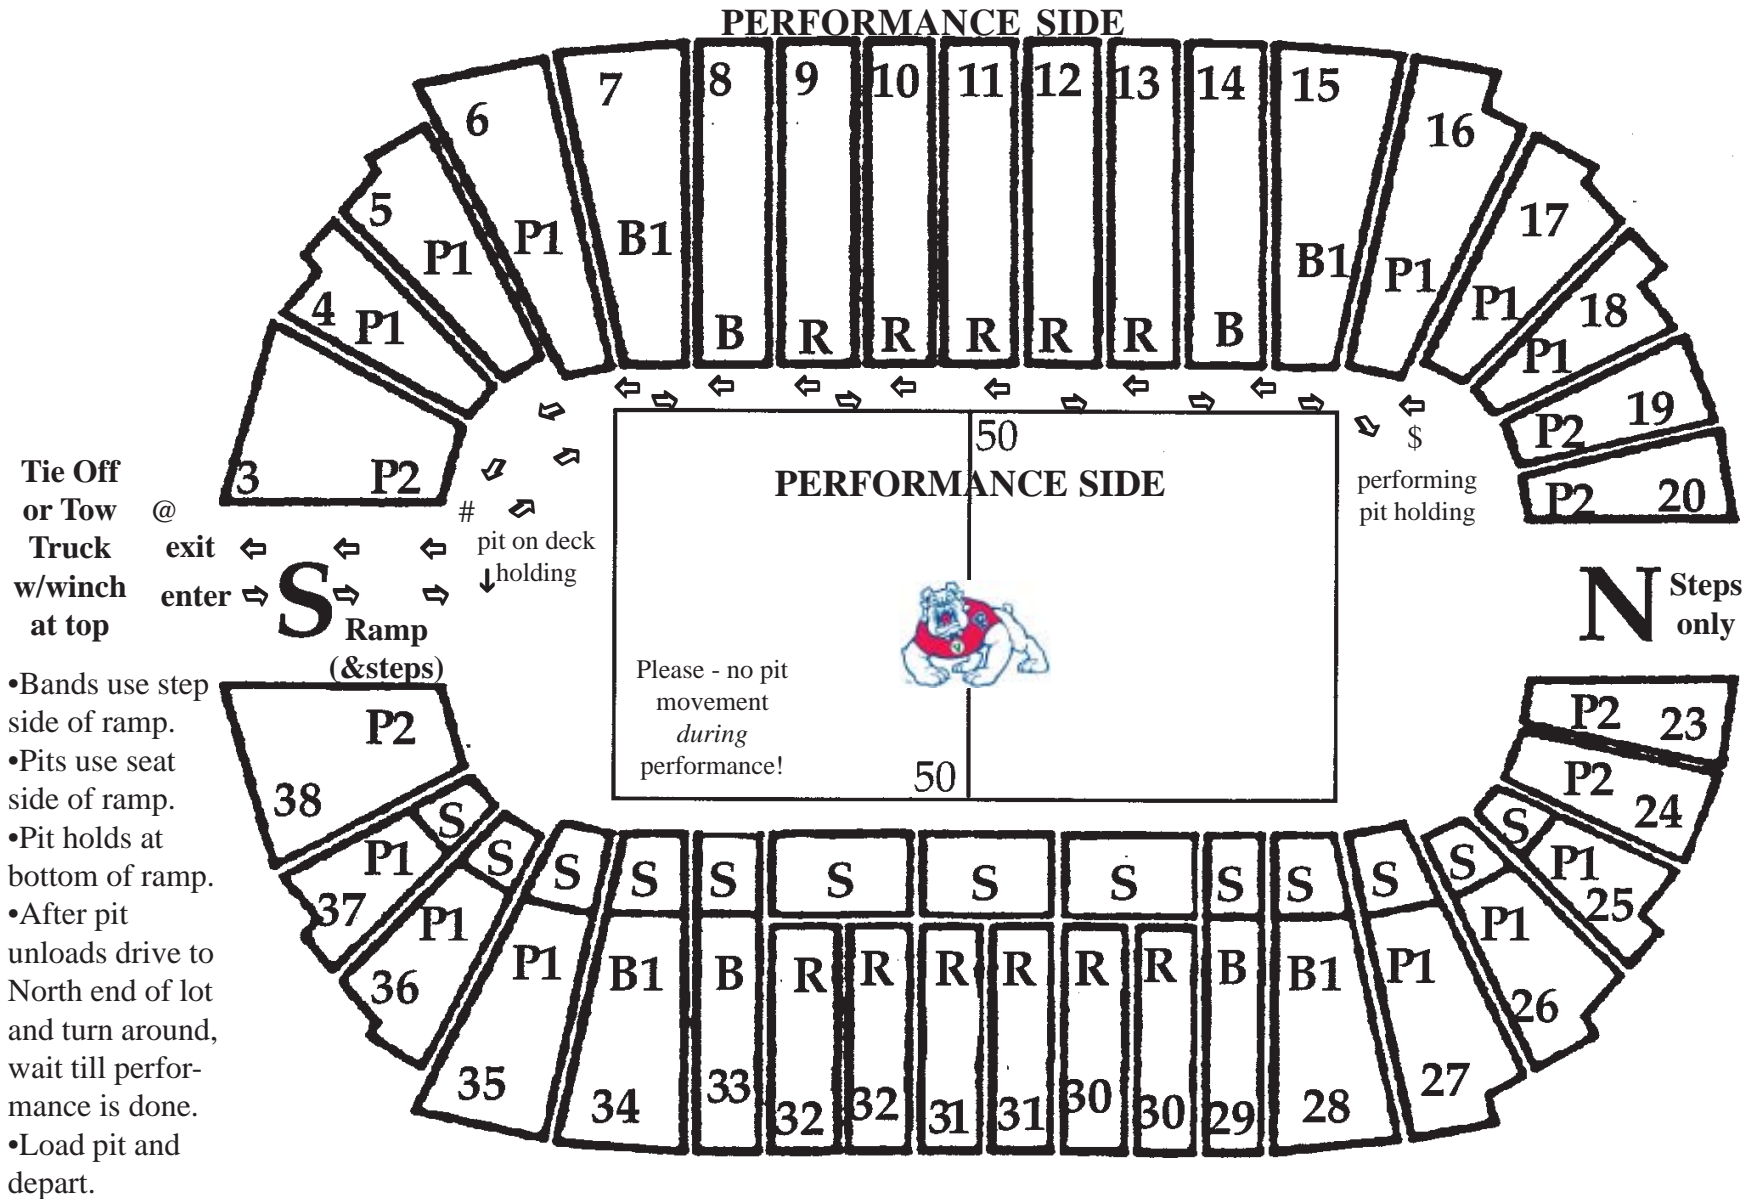 PERFORMANCE SIDE
7 8 9 10 11 12 13 14 15
6 16
5 17
4 18
3 19
20
P1 P1 P1 B1 B R R R R R B B1 P1 P1 P1
P2 P2
P2
50
$
PERFORMANCE SIDE
performing
pit holding
#
pit on deck
holding
Tie Off
or Tow
Truck
w/winch
at top
@
exit
enter
S
Ramp
(&steps)
N
Steps
only
Please - no pit
movement
during
performance!
50
•Bands use step
side of ramp.
•Pits use seat
side of ramp.
•Pit holds at
bottom of ramp.
•After pit
unloads drive to
North end of lot
and turn around,
wait till perfor-
mance is done.
•Load pit and
depart.
P2 P2 23
38 P2 24
S S S S S S S S S S S S S
P1 P1
37 25
P1 P1
36 26
P1 B1 B R R R R R R B B1 P1
35 34 33 32 32 31 31 30 30 29 28 27